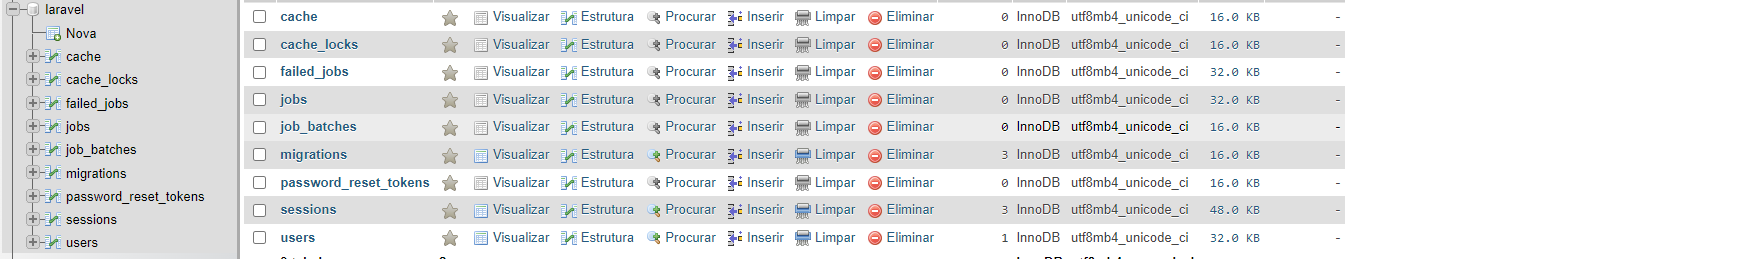 laravel
Nova
cache
cache_locks
failed_jobs
jobs
job_batches
migrations
password_reset_tokens
sessions
users
cache Visualizar Estrutura Procurar Inserir Limpar Eliminar 0 InnoDB utf8mb4_unicode_ci 16.0 KB -
cache_locks Visualizar Estrutura Procurar Inserir Limpar Eliminar 0 InnoDB utf8mb4_unicode_ci 16.0 KB -
failed_jobs Visualizar Estrutura Procurar Inserir Limpar Eliminar 0 InnoDB utf8mb4_unicode_ci 32.0 KB -
jobs Visualizar Estrutura Procurar Inserir Limpar Eliminar 0 InnoDB utf8mb4_unicode_ci 32.0 KB -
job_batches Visualizar Estrutura Procurar Inserir Limpar Eliminar 0 InnoDB utf8mb4_unicode_ci 16.0 KB -
migrations Visualizar Estrutura Procurar Inserir Limpar Eliminar 3 InnoDB utf8mb4_unicode_ci 16.0 KB -
password_reset_tokens Visualizar Estrutura Procurar Inserir Limpar Eliminar 0 InnoDB utf8mb4_unicode_ci 16.0 KB -
sessions Visualizar Estrutura Procurar Inserir Limpar Eliminar 3 InnoDB utf8mb4_unicode_ci 48.0 KB -
users Visualizar Estrutura Procurar Inserir Limpar Eliminar 1 InnoDB utf8mb4_unicode_ci 32.0 KB -